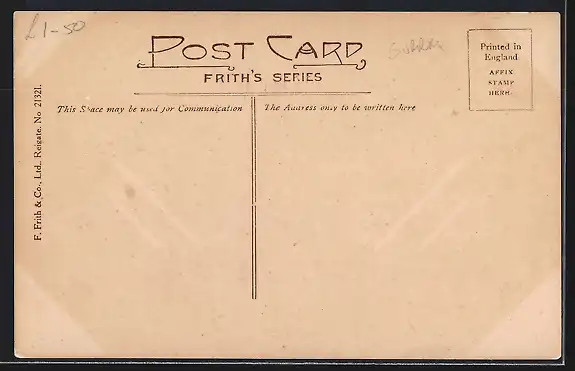 £1-50
POST CARD
FRITH'S SERIES
This Space may be used for Communication
The Address only to be written here
Printed in
England
AFFIX
STAMP
HERE.
F. Frith & Co., Ltd., Reigate. No 21321.